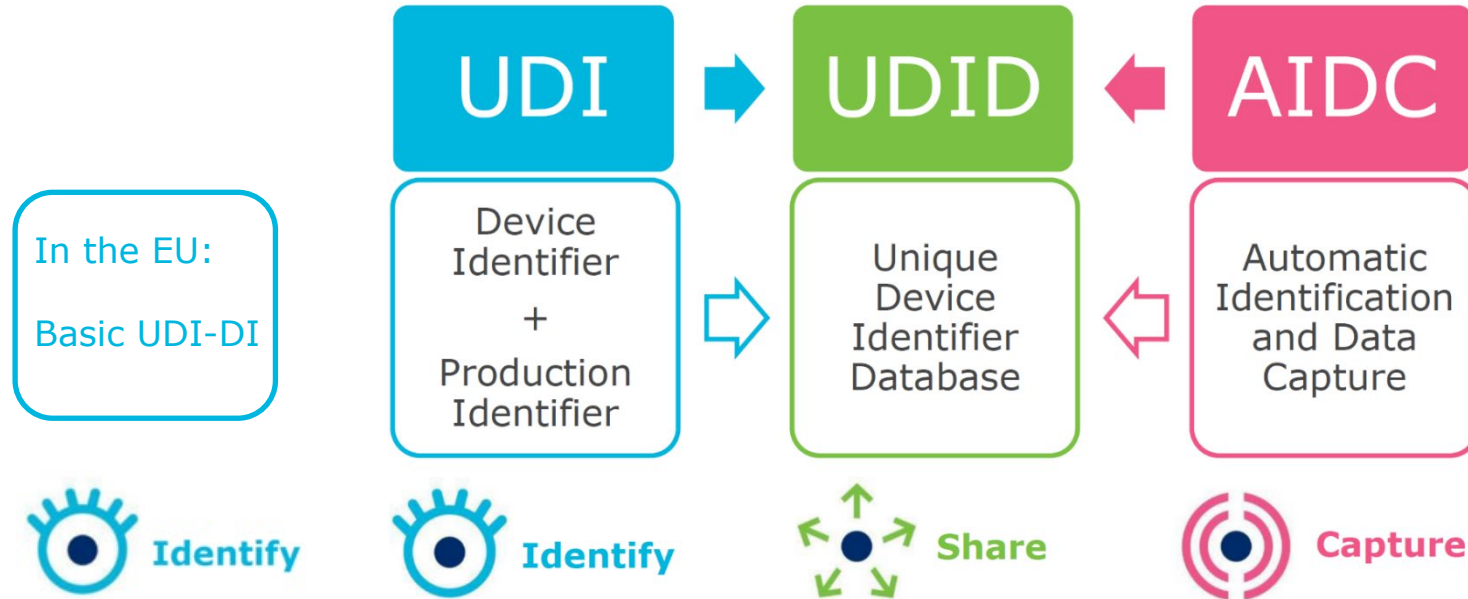 UDI
UDID
AIDC
In the EU:
Basic UDI-DI
Device
Identifier
+
Production
Identifier
Unique
Device
Identifier
Database
Automatic
Identification
and Data
Capture
Identify
Identify
Share
Capture